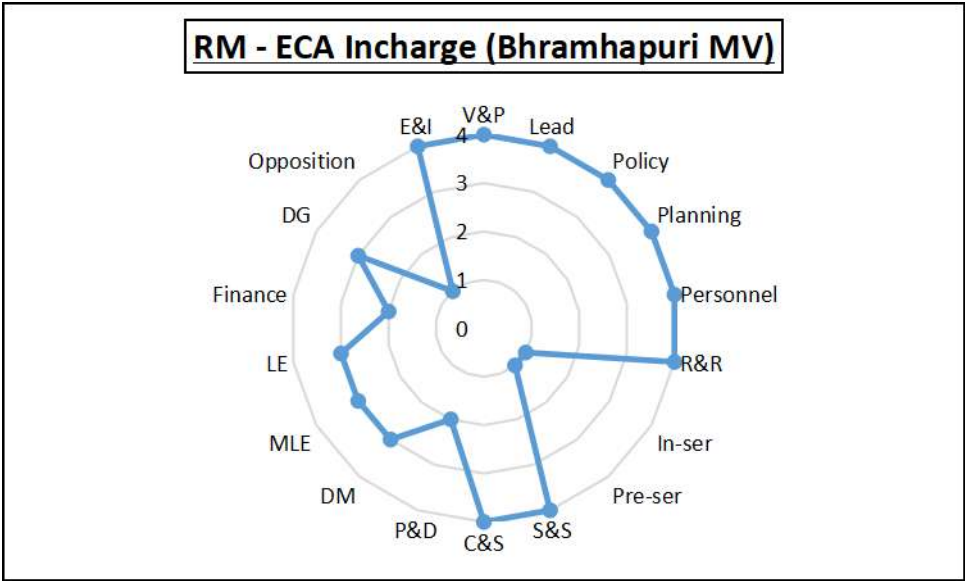 RM - ECA Incharge (Bhramhapuri MV)
V&P
Lead
Policy
Planning
Personnel
R&R
In-ser
Pre-ser
S&S
C&S
P&D
DM
MLE
LE
Finance
DG
Opposition
E&I
4
3
2
1
0